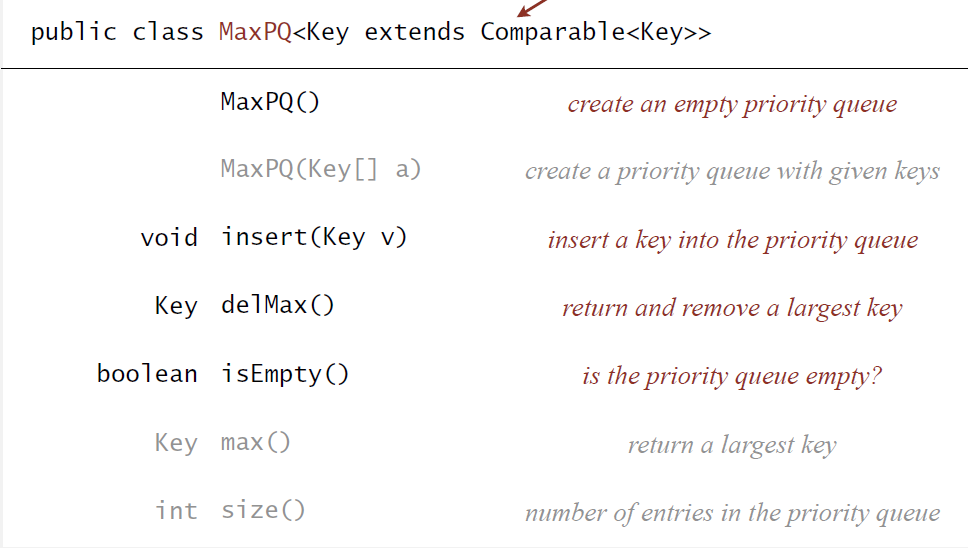 public class MaxPQ<Key extends Comparable<Key>>
MaxPQ() create an empty priority queue
MaxPQ(Key[] a) create a priority queue with given keys
void insert(Key v) insert a key into the priority queue
Key delMax() return and remove a largest key
boolean isEmpty() is the priority queue empty?
Key max() return a largest key
int size() number of entries in the priority queue